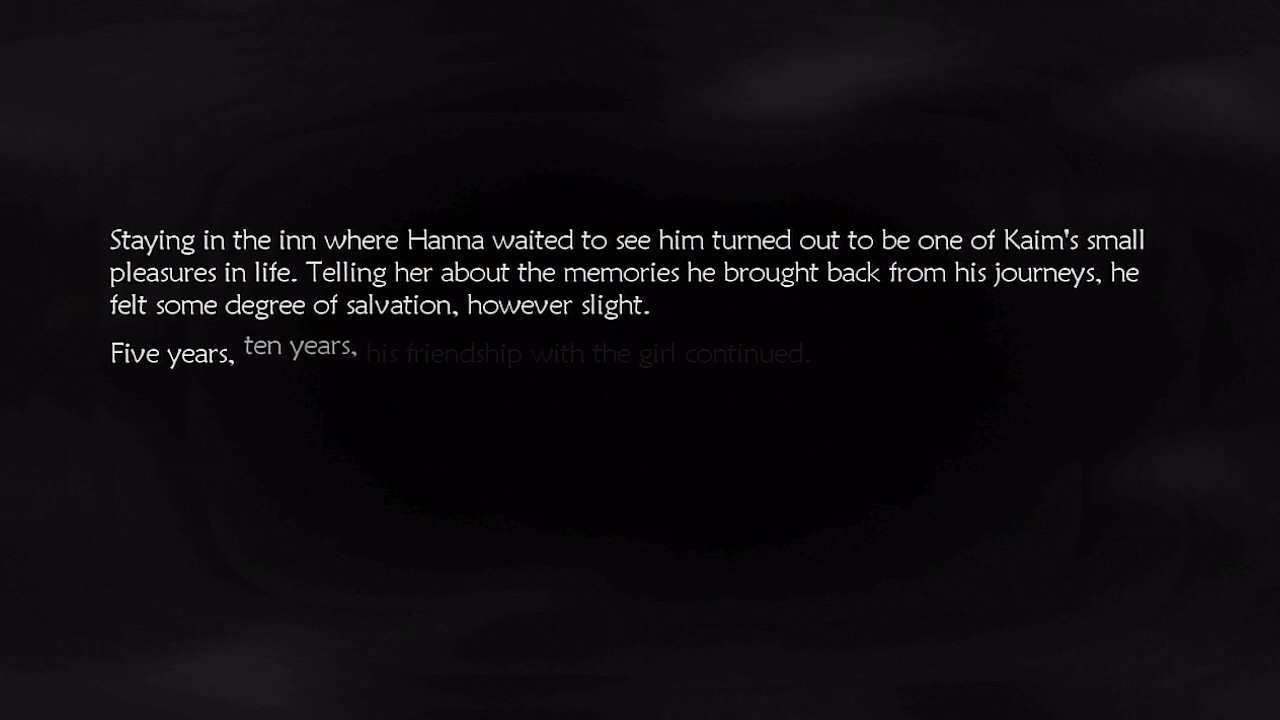 Staying in the inn where Hanna waited to see him turned out to be one of Kaim's small
pleasures in life. Telling her about the memories he brought back from his journeys, he
felt some degree of salvation, however slight.
Five years, ten years, his friendship with the girl continued.